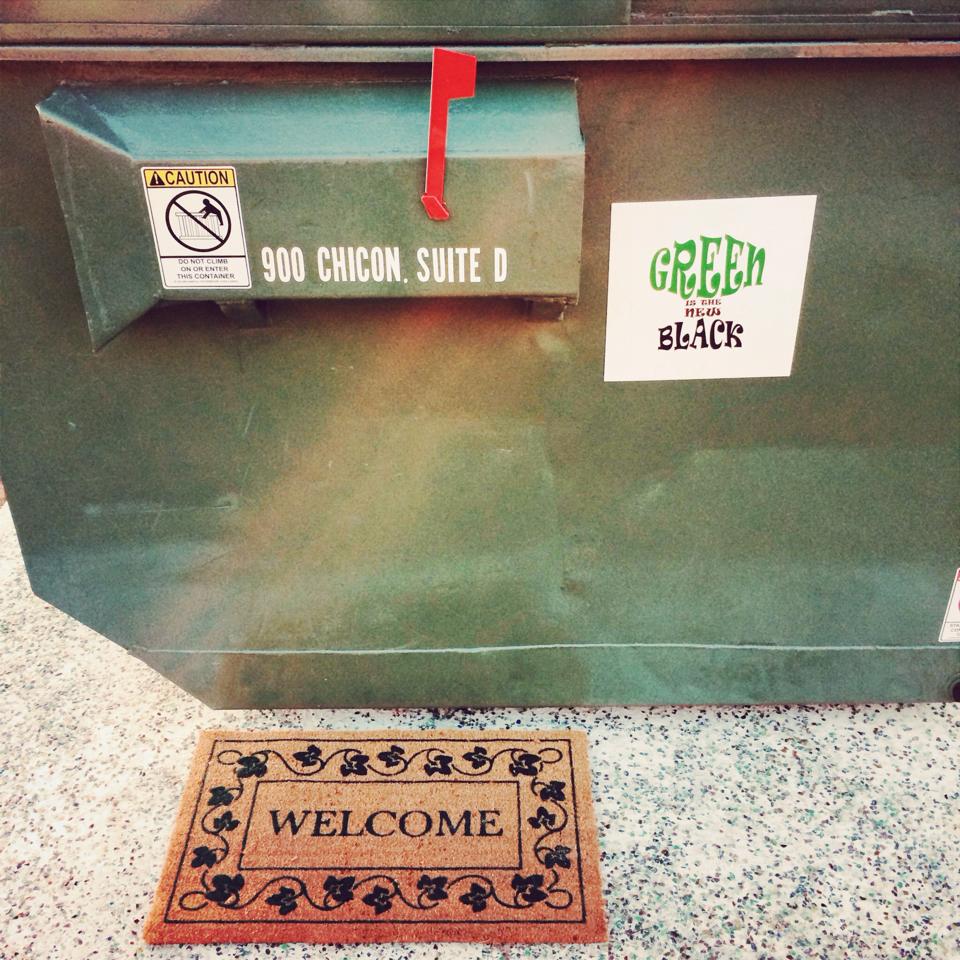 CAUTION
DO NOT CLIMB
ON OR ENTER
THIS CONTAINER
900 CHICON, SUITE D
GREEN
IS THE
NEW
BLACK
WELCOME